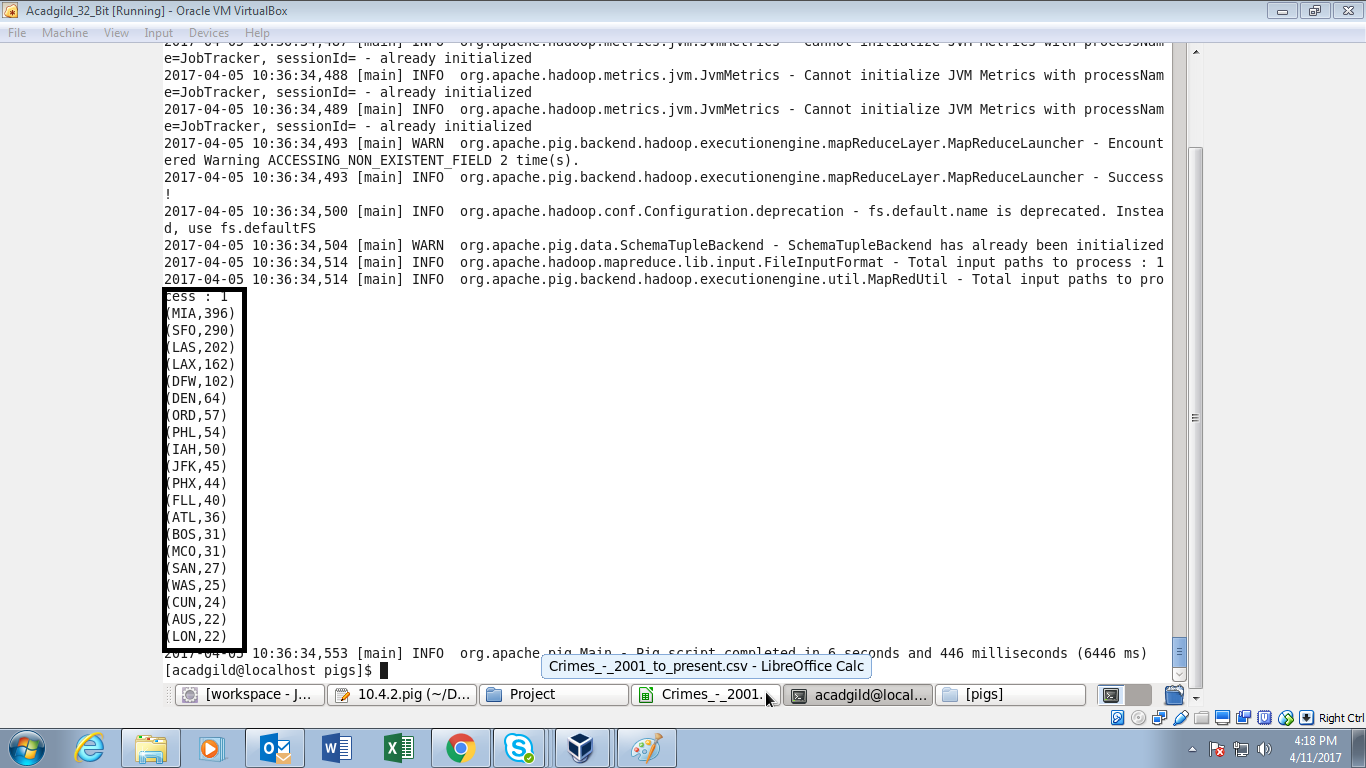 Acadgild_32_Bit [Running] - Oracle VM VirtualBox
File Machine View Input Devices Help
2017-04-05 10:36:34,487 [main] INFO  org.apache.hadoop.metrics.jvm.JvmMetrics - Cannot initialize JVM Metrics with processNam
e=JobTracker, sessionId= - already initialized
2017-04-05 10:36:34,488 [main] INFO  org.apache.hadoop.metrics.jvm.JvmMetrics - Cannot initialize JVM Metrics with processNam
e=JobTracker, sessionId= - already initialized
2017-04-05 10:36:34,489 [main] INFO  org.apache.hadoop.metrics.jvm.JvmMetrics - Cannot initialize JVM Metrics with processNam
e=JobTracker, sessionId= - already initialized
2017-04-05 10:36:34,493 [main] WARN  org.apache.pig.backend.hadoop.executionengine.mapReduceLayer.MapReduceLauncher - Encount
ered Warning ACCESSING_NON_EXISTENT_FIELD 2 time(s).
2017-04-05 10:36:34,493 [main] INFO  org.apache.pig.backend.hadoop.executionengine.mapReduceLayer.MapReduceLauncher - Success
!
2017-04-05 10:36:34,500 [main] INFO  org.apache.hadoop.conf.Configuration.deprecation - fs.default.name is deprecated. Instea
d, use fs.defaultFS
2017-04-05 10:36:34,504 [main] WARN  org.apache.pig.data.SchemaTupleBackend - SchemaTupleBackend has already been initialized
2017-04-05 10:36:34,514 [main] INFO  org.apache.hadoop.mapreduce.lib.input.FileInputFormat - Total input paths to process : 1
2017-04-05 10:36:34,514 [main] INFO  org.apache.pig.backend.hadoop.executionengine.util.MapRedUtil - Total input paths to pro
cess : 1
(MIA,396)
(SFO,290)
(LAS,202)
(LAX,162)
(DFW,102)
(DEN,64)
(ORD,57)
(PHL,54)
(IAH,50)
(JFK,45)
(PHX,44)
(FLL,40)
(ATL,36)
(BOS,31)
(MCO,31)
(SAN,27)
(WAS,25)
(CUN,24)
(AUS,22)
(LON,22)
2017-04-05 10:36:34,553 [main] INFO  org.apache.pig.Main - Pig script completed in 6 seconds and 446 milliseconds (6446 ms)
Crimes_-_2001_to_present.csv - LibreOffice Calc
[acadgild@localhost pigs]$
[workspace - J... 10.4.2.pig (~/D... Project Crimes_-_2001. acadgild@local... [pigs]
Right Ctrl
4:18 PM
4/11/2017